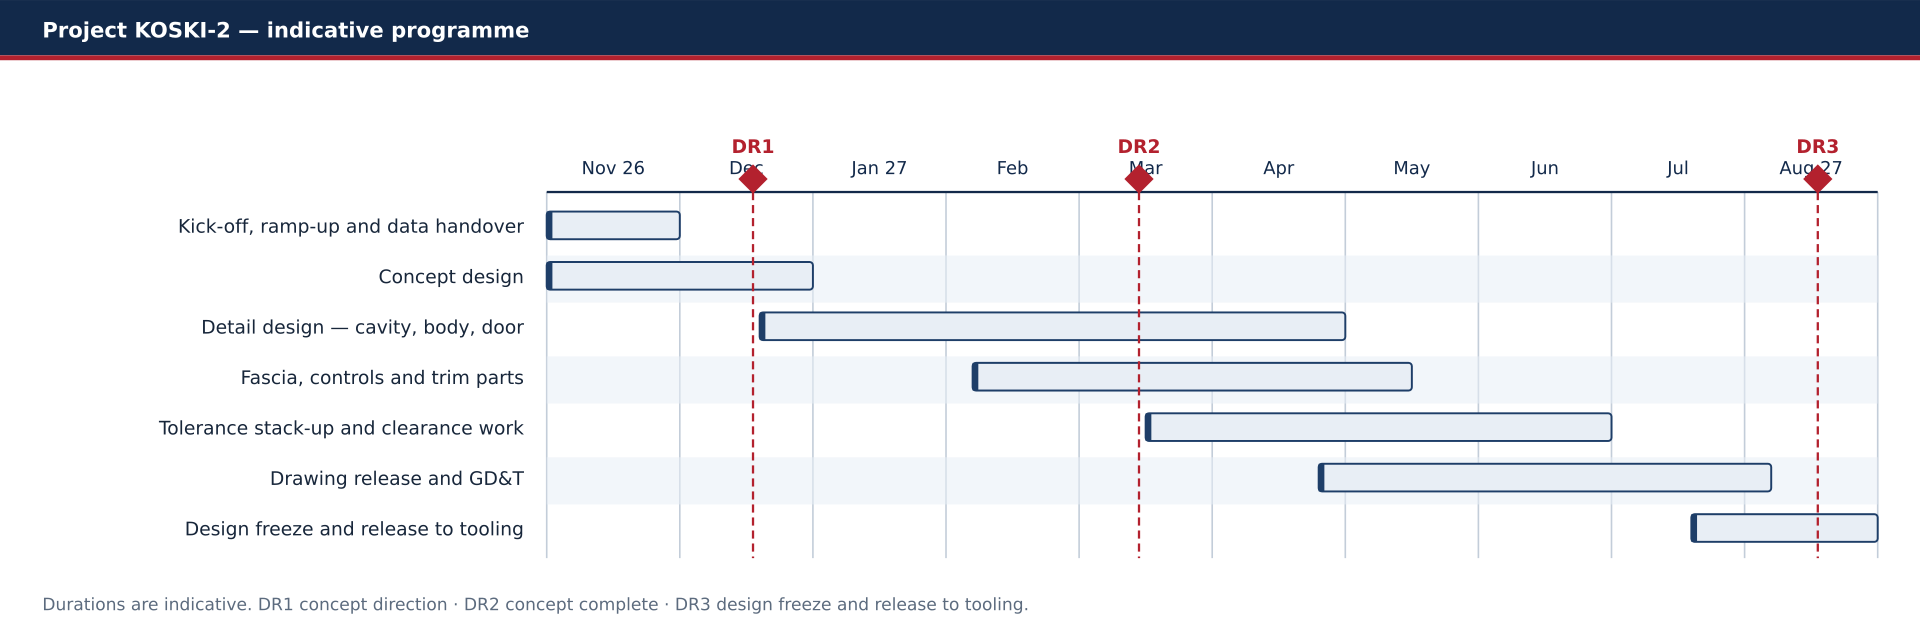 Project KOSKI-2 — indicative programme
DR1 DR2 DR3
Nov 26 Dec Jan 27 Feb Mar Apr May Jun Jul Aug 27
Kick-off, ramp-up and data handover
Concept design
Detail design — cavity, body, door
Fascia, controls and trim parts
Tolerance stack-up and clearance work
Drawing release and GD&T
Design freeze and release to tooling
Durations are indicative. DR1 concept direction · DR2 concept complete · DR3 design freeze and release to tooling.